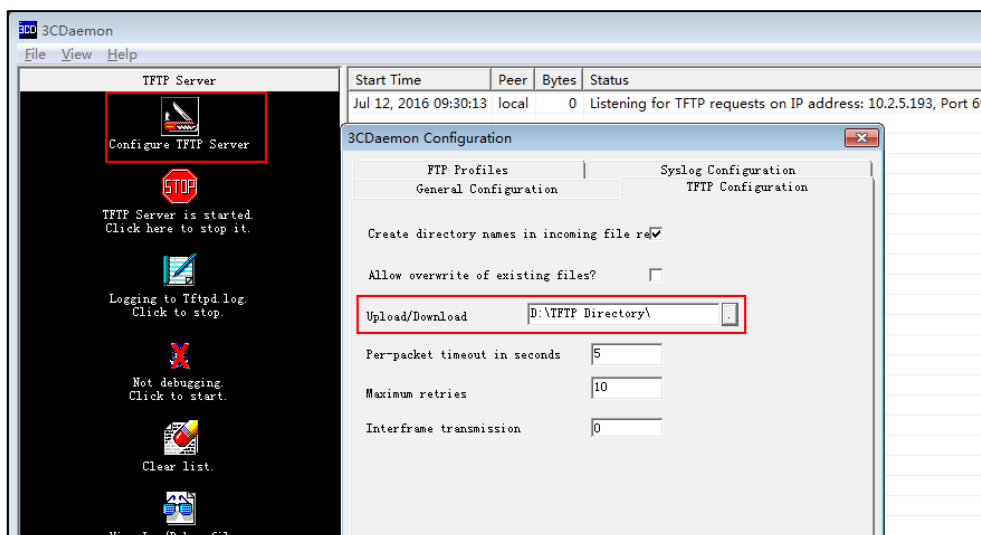 3CD 3CDaemon
File View Help
TFTP Server
Configure TFTP Server
STOP
TFTP Server is started.
Click here to stop it.
Logging to Tftpd.log.
Click to stop.
Not debugging.
Click to start.
Clear list.
Start Time Peer Bytes Status
Jul 12, 2016 09:30:13 local 0 Listening for TFTP requests on IP address: 10.2.5.193, Port
3CDaemon Configuration
FTP Profiles Syslog Configuration
General Configuration TFTP Configuration
Create directory names in incoming file re
Allow overwrite of existing files?
Upload/Download D:\TFTP Directory\ .
Per-packet timeout in seconds 5
Maximum retries 10
Interframe transmission 0